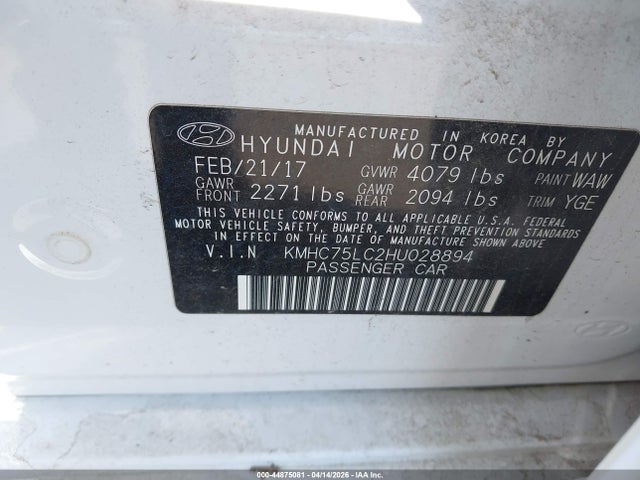 MANUFACTURED IN KOREA BY
HYUNDAI MOTOR COMPANY
FEB/21/17 GVWR 4079 lbs PAINT WAW
GAWR FRONT 2271 lbs GAWR REAR 2094 lbs TRIM YGE
THIS VEHICLE CONFORMS TO ALL APPLICABLE U.S.A. FEDERAL
MOTOR VEHICLE SAFETY, BUMPER, AND THEFT PREVENTION STANDARDS
IN EFFECT ON THE DATE OF MANUFACTURE SHOWN ABOVE
V.I.N KMHC75LC2HU028894
PASSENGER CAR
000-44875081 - 04/14/2026 - IAAI.COM